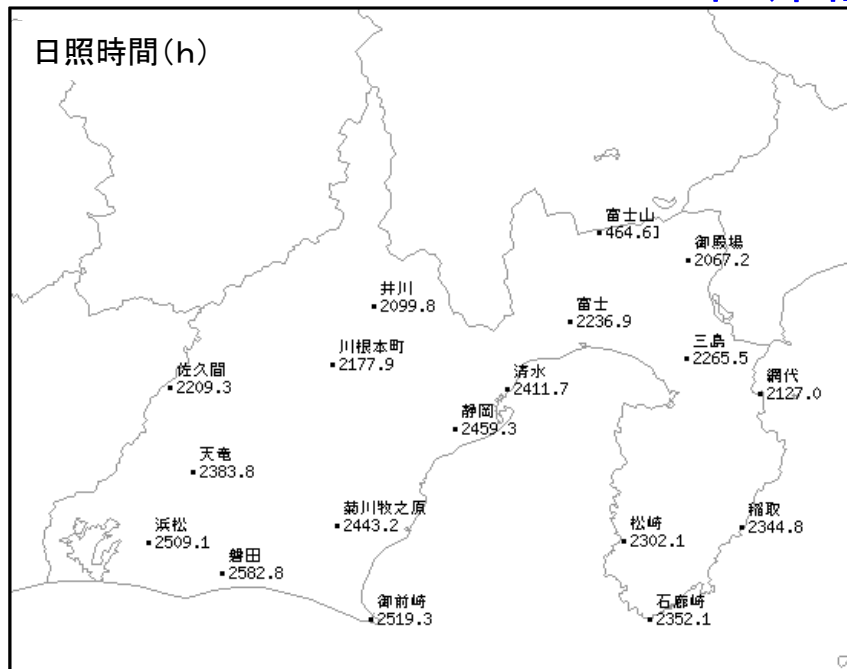 日照時間(h)
富士山
464.6]
御殿場
2067.2
井川
2099.8
富士
2236.9
川根本町
2177.9
三島
2265.5
佐久間
2209.3
清水
2411.7
網代
2127.0
静岡
2459.3
天竜
2383.8
菊川牧之原
2443.2
稲取
2344.8
浜松
2509.1
松崎
2302.1
磐田
2582.8
御前崎
2519.3
石廊崎
2352.1